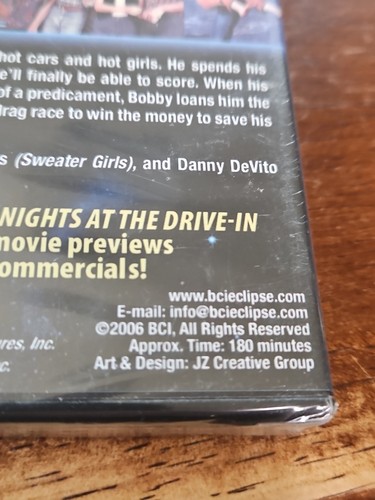 hot cars and hot girls. He spends his
e'll finally be able to score. When his
of a predicament, Bobby loans him the
drag race to win the money to save his
s (Sweater Girls), and Danny DeVito
NIGHTS AT THE DRIVE-IN
movie previews
ommercials!
www.bcieclipse.com
E-mail: info@bcieclipse.com
©2006 BCI, All Rights Reserved
res, Inc.
Approx. Time: 180 minutes
c.
Art & Design: JZ Creative Group